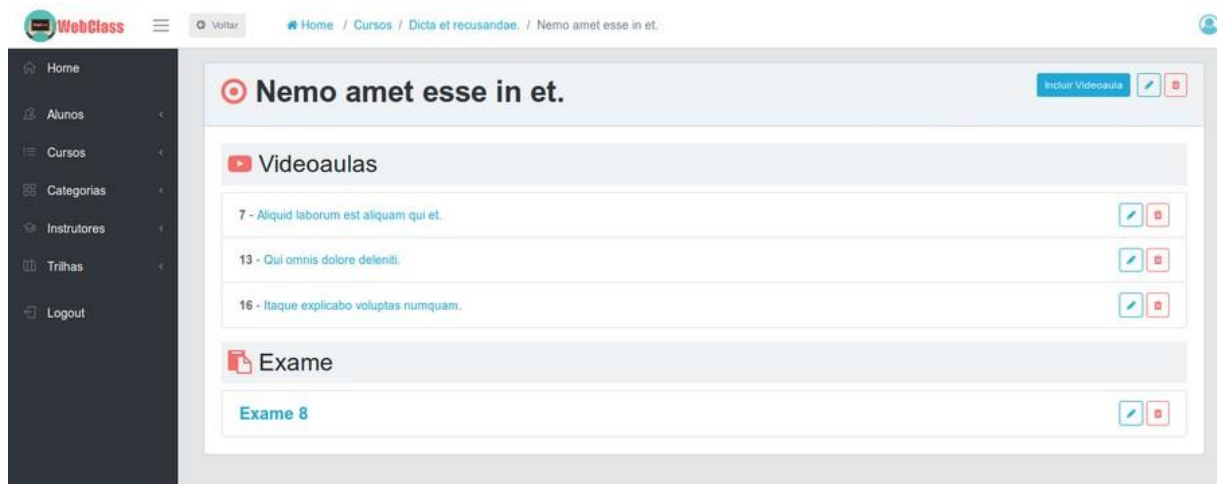 WebClass
Voltar
Home / Cursos / Dicta et recusandae. / Nemo amet esse in et.
Home
Alunos
Cursos
Categorias
Instrutores
Trilhas
Logout
Nemo amet esse in et.
Incluir Videoaula
Videoaulas
7 - Aliquid laborum est aliquam qui et.
13 - Qui omnis dolore deleniti.
16 - Itaque explicabo voluptas numquam.
Exame
Exame 8